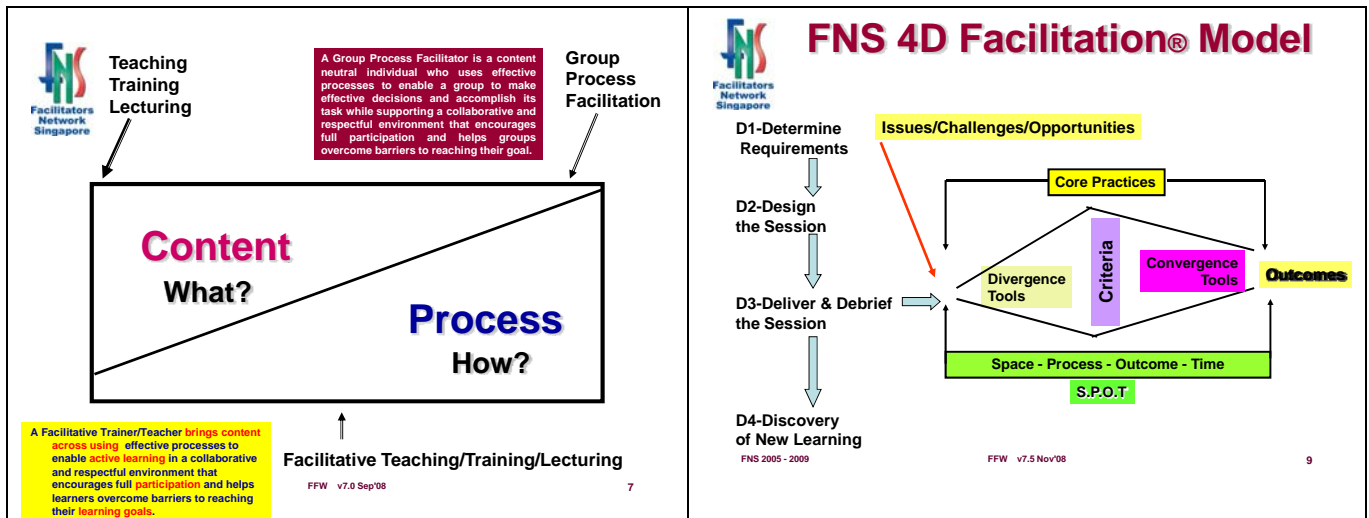 Facilitators
Network
Singapore
Teaching
Training
Lecturing
A Group Process Facilitator is a content
neutral individual who uses effective
processes to enable a group to make
effective decisions and accomplish its
task while supporting a collaborative and
respectful environment that encourages
full participation and helps groups
overcome barriers to reaching their goal.
Group
Process
Facilitation
Content
What?
Process
How?
A Facilitative Trainer/Teacher brings content
across using effective processes to
enable active learning in a collaborative
and respectful environment that
encourages full participation and helps
learners overcome barriers to reaching
their learning goals.
Facilitative Teaching/Training/Lecturing
FFW v7.0 Sep'08
7
Facilitators
Network
Singapore
FNS 4D Facilitation® Model
D1-Determine
Requirements
Issues/Challenges/Opportunities
Core Practices
D2-Design
the Session
Divergence
Tools
Criteria
Convergence
Tools
Outcomes
D3-Deliver & Debrief
the Session
Space - Process - Outcome - Time
S.P.O.T
D4-Discovery
of New Learning
FNS 2005 - 2009
FFW v7.5 Nov'08
9